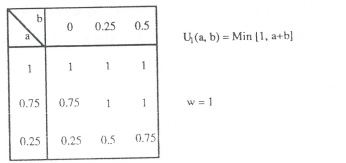 b
a
0 0.25 0.5
U₁(a, b) = Min [1, a+b]
1 1 1 1
0.75 0.75 1 1
w = 1
0.25 0.25 0.5 0.75